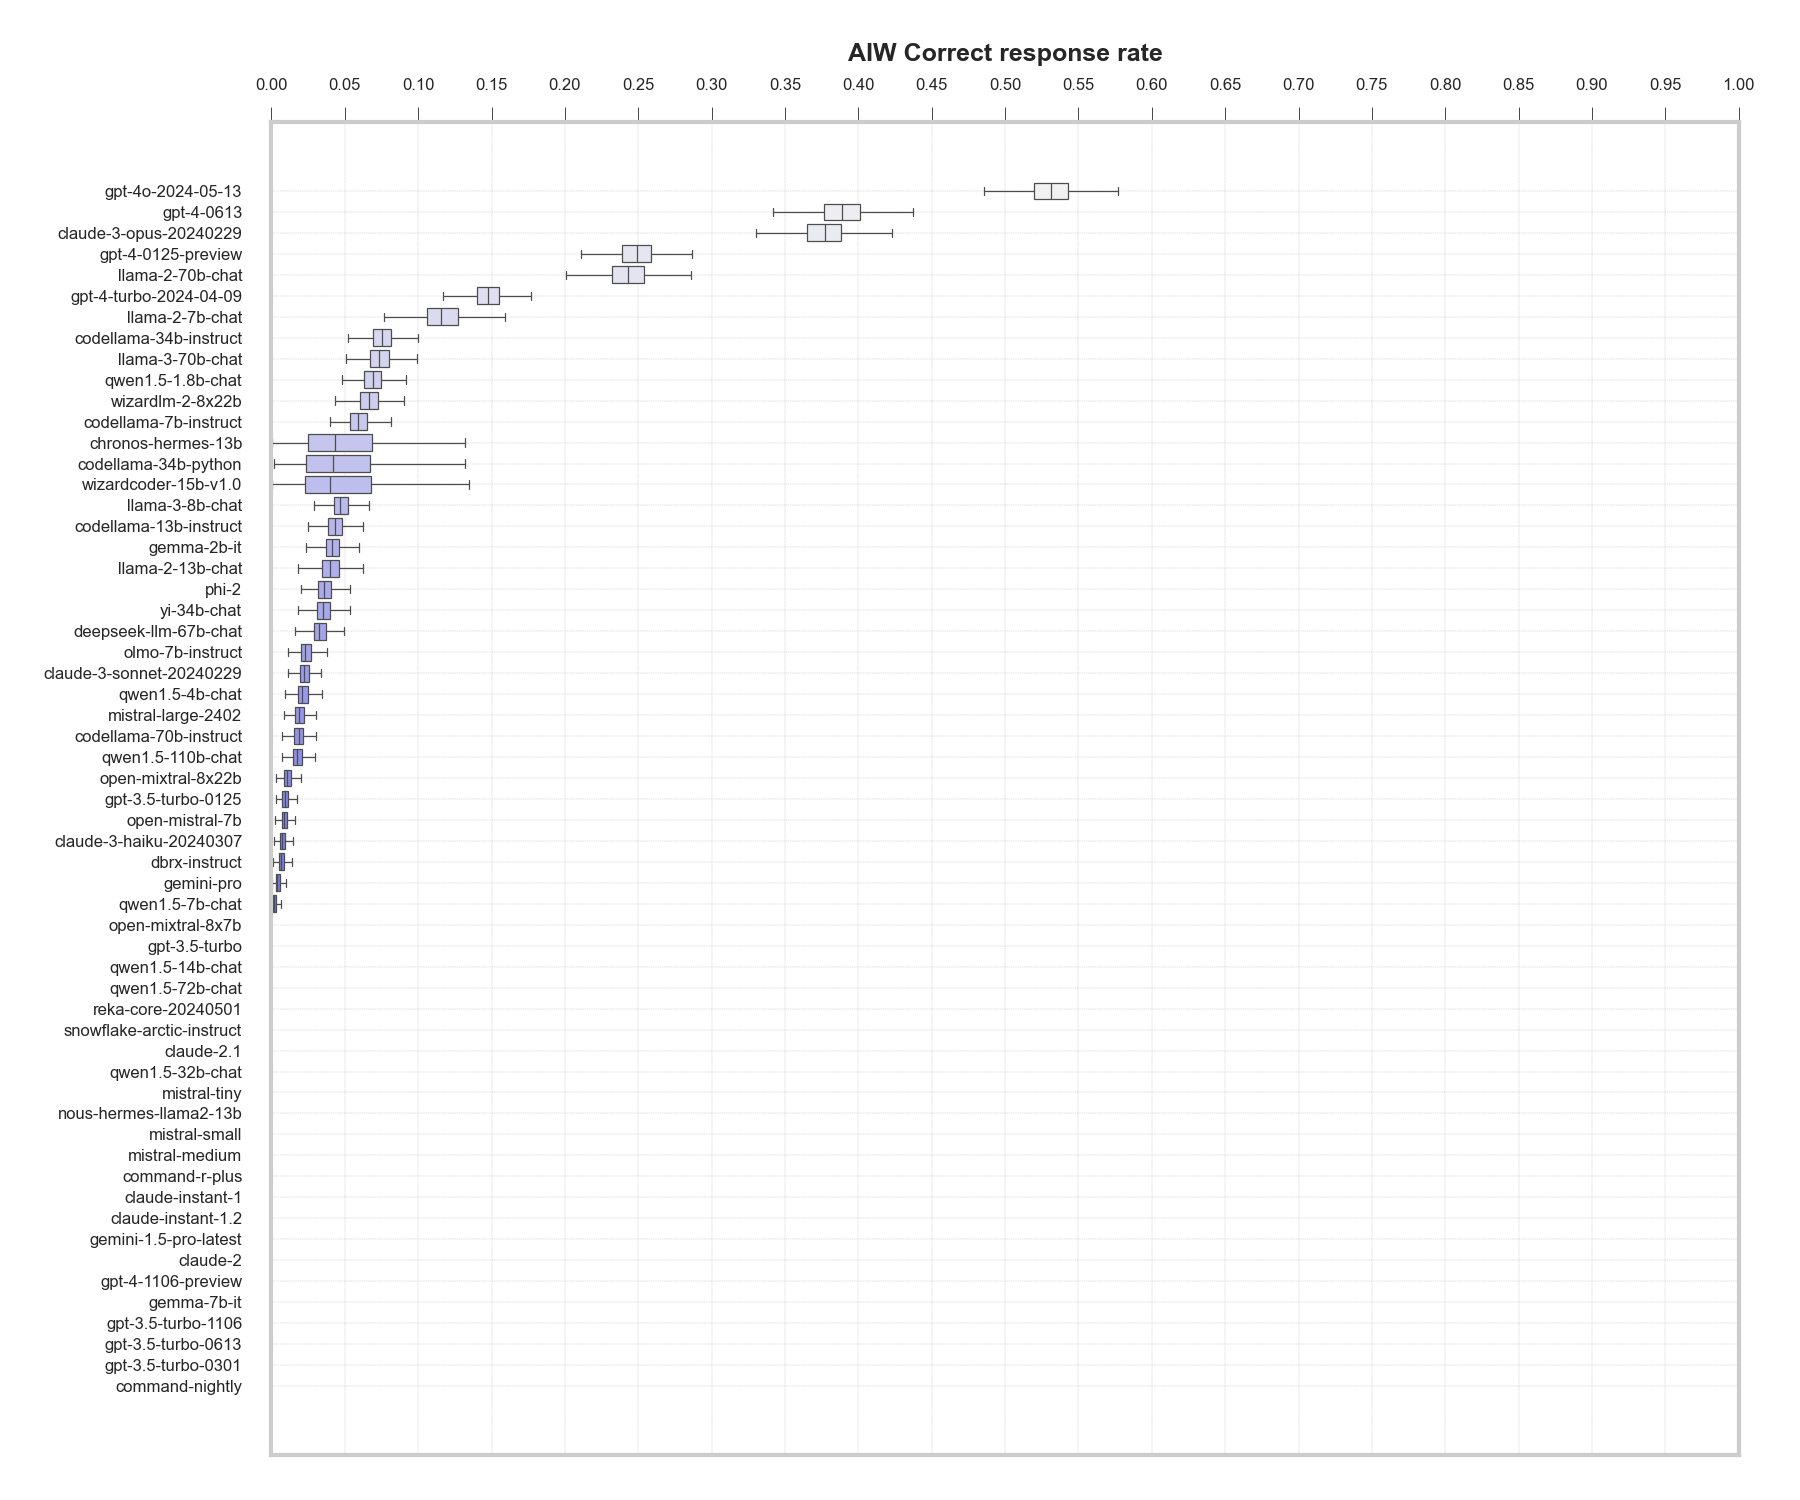 AIW Correct response rate
0.00 0.05 0.10 0.15 0.20 0.25 0.30 0.35 0.40 0.45 0.50 0.55 0.60 0.65 0.70 0.75 0.80 0.85 0.90 0.95 1.00
gpt-4o-2024-05-13
gpt-4-0613
claude-3-opus-20240229
gpt-4-0125-preview
llama-2-70b-chat
gpt-4-turbo-2024-04-09
llama-2-7b-chat
codellama-34b-instruct
llama-3-70b-chat
qwen1.5-1.8b-chat
wizardlm-2-8x22b
codellama-7b-instruct
chronos-hermes-13b
codellama-34b-python
wizardcoder-15b-v1.0
llama-3-8b-chat
codellama-13b-instruct
gemma-2b-it
llama-2-13b-chat
phi-2
yi-34b-chat
deepseek-llm-67b-chat
olmo-7b-instruct
claude-3-sonnet-20240229
qwen1.5-4b-chat
mistral-large-2402
codellama-70b-instruct
qwen1.5-110b-chat
open-mixtral-8x22b
gpt-3.5-turbo-0125
open-mistral-7b
claude-3-haiku-20240307
dbrx-instruct
gemini-pro
qwen1.5-7b-chat
open-mixtral-8x7b
gpt-3.5-turbo
qwen1.5-14b-chat
qwen1.5-72b-chat
reka-core-20240501
snowflake-arctic-instruct
claude-2.1
qwen1.5-32b-chat
mistral-tiny
nous-hermes-llama2-13b
mistral-small
mistral-medium
command-r-plus
claude-instant-1
claude-instant-1.2
gemini-1.5-pro-latest
claude-2
gpt-4-1106-preview
gemma-7b-it
gpt-3.5-turbo-1106
gpt-3.5-turbo-0613
gpt-3.5-turbo-0301
command-nightly